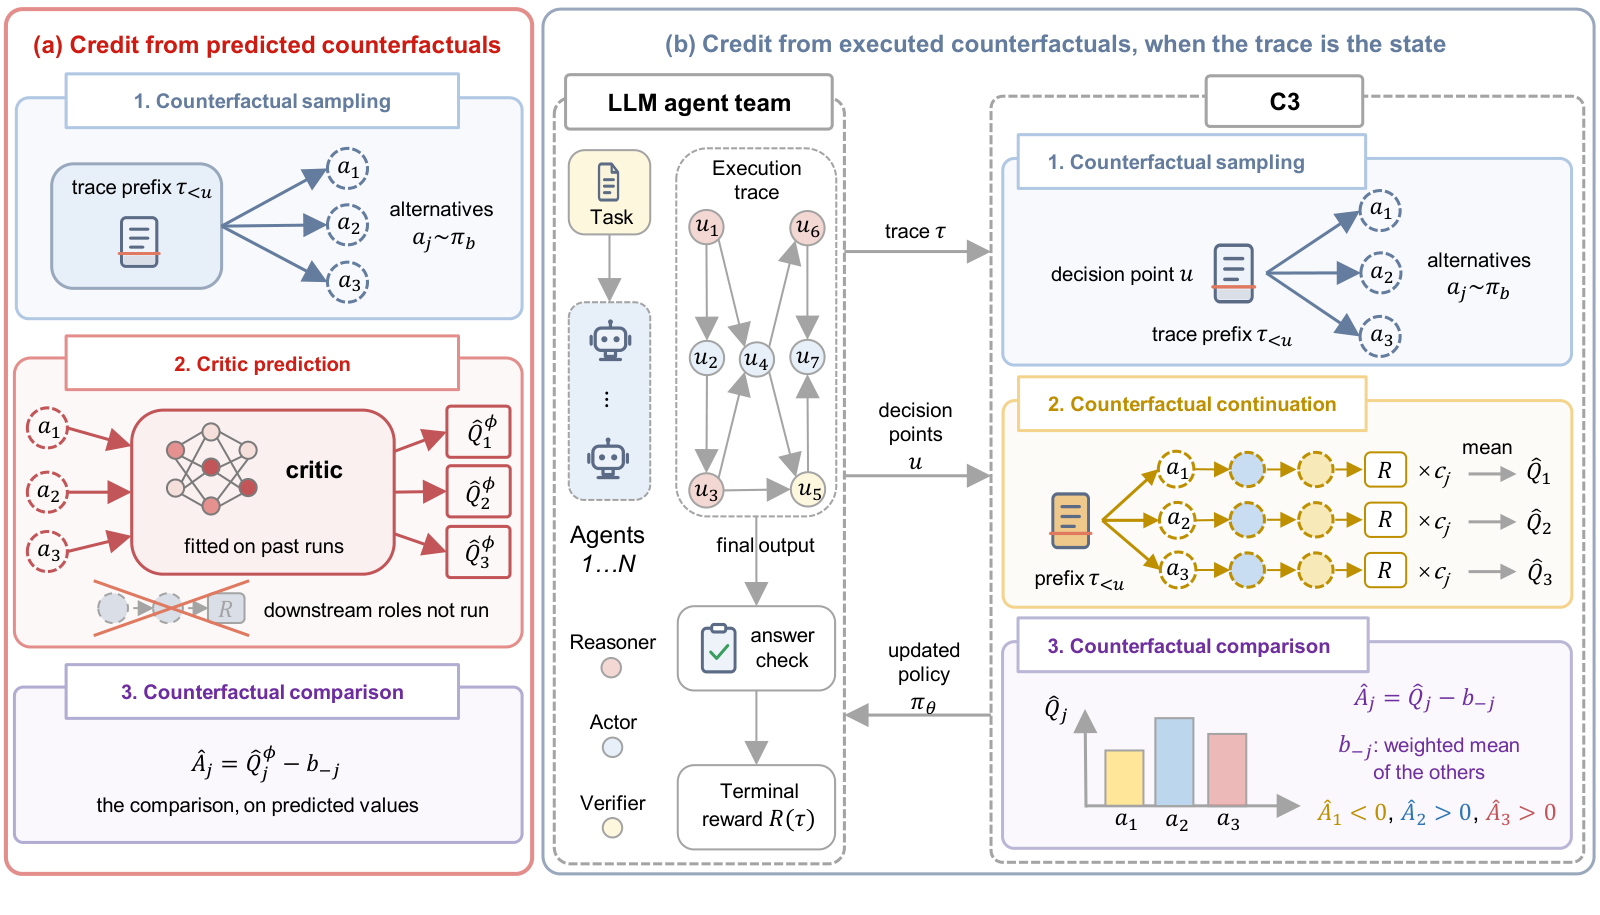 (a) Credit from predicted counterfactuals
1. Counterfactual sampling
trace prefix τ<u
a1
a2
a3
alternatives
aj~πb
2. Critic prediction
a1
a2
a3
critic
fitted on past runs
Q̂1ϕ
Q̂2ϕ
Q̂3ϕ
R
downstream roles not run
3. Counterfactual comparison
Âj = Q̂jϕ − b−j
the comparison, on predicted values
(b) Credit from executed counterfactuals, when the trace is the state
LLM agent team
Task
Agents
1…N
Reasoner
Actor
Verifier
Execution
trace
u1
u6
u2
u4
u7
u3
u5
final output
answer
check
Terminal
reward R(τ)
trace τ
decision
points
u
updated
policy
πθ
C3
1. Counterfactual sampling
decision point u
trace prefix τ<u
a1
a2
a3
alternatives
aj~πb
2. Counterfactual continuation
prefix τ<u
mean
a1 R ×cj Q̂1
a2 R ×cj Q̂2
a3 R ×cj Q̂3
3. Counterfactual comparison
Q̂j
a1 a2 a3
Âj = Q̂j − b−j
b−j: weighted mean
of the others
Â1 < 0, Â2 > 0, Â3 > 0